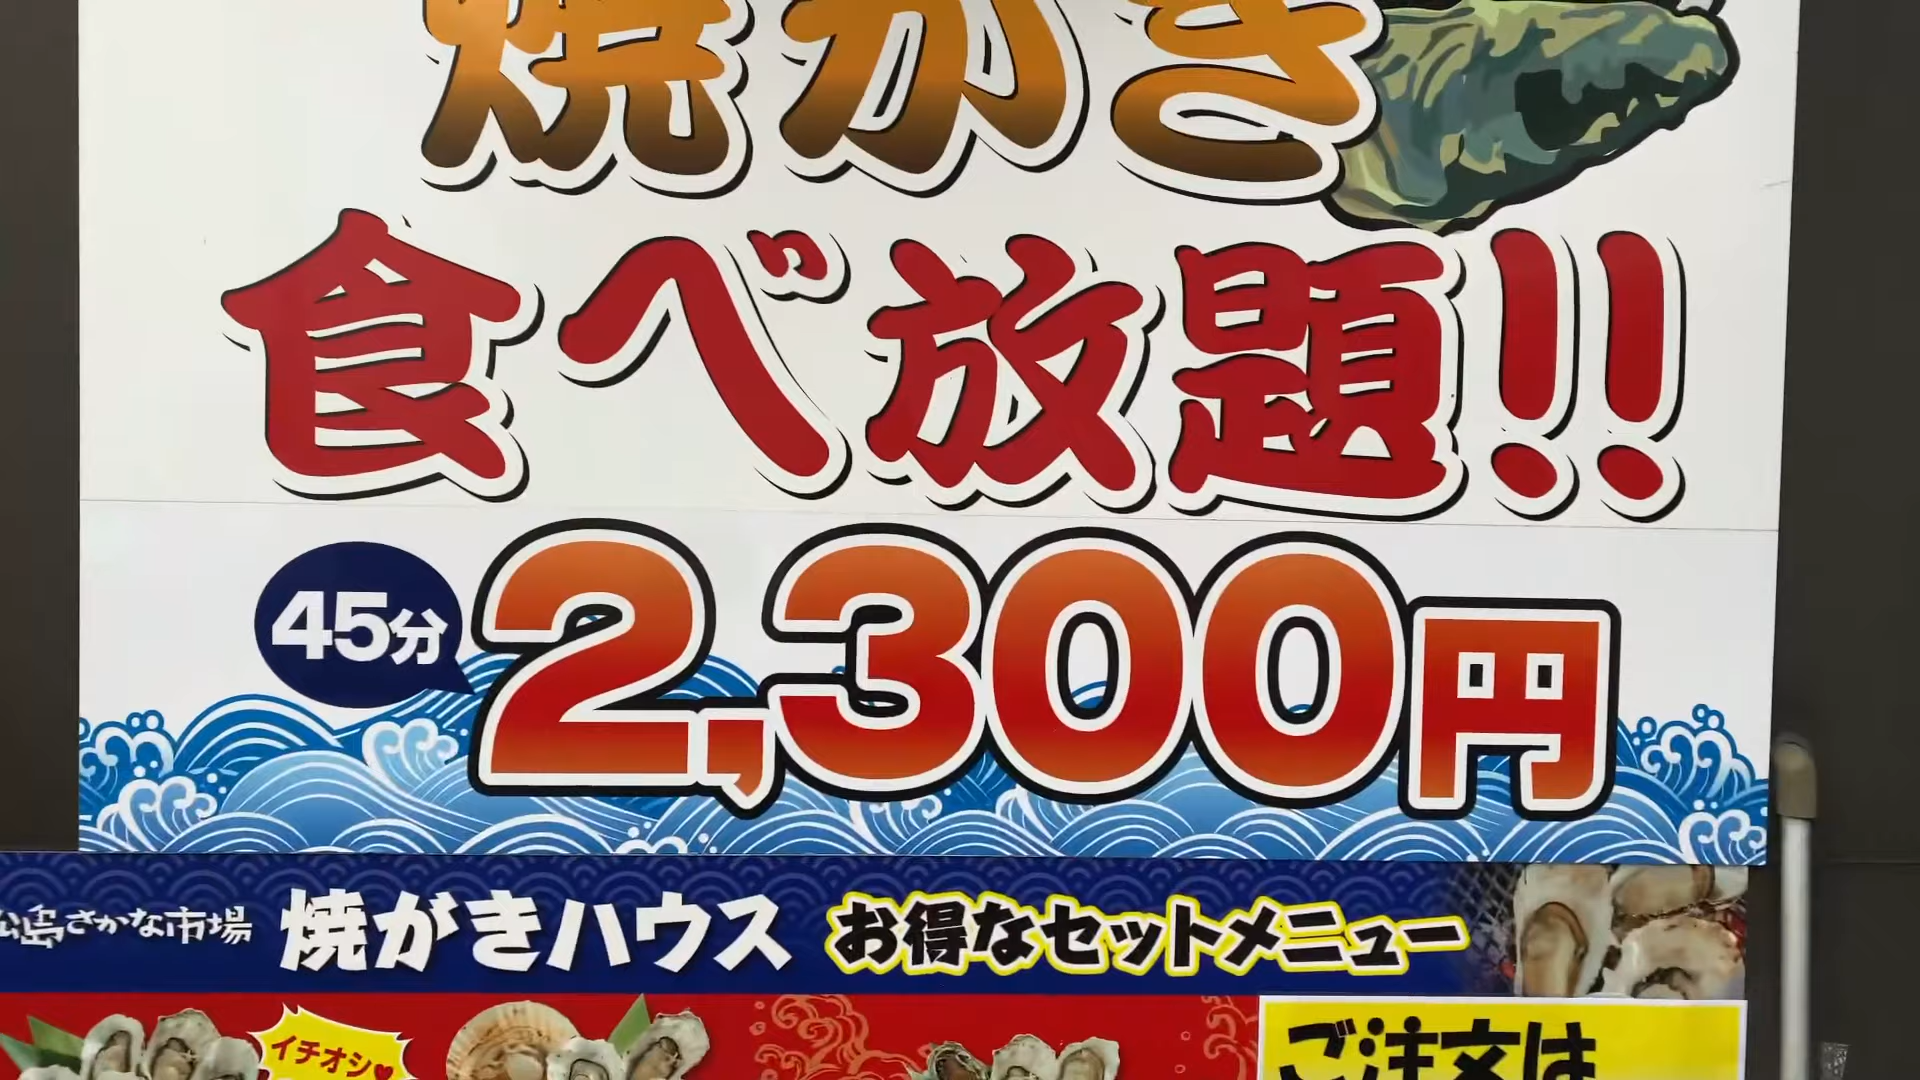 焼がき
食べ放題!!
45分
2,300円
松島さかな市場 焼がきハウス お得なセットメニュー
イチオシ♥
ご注文は